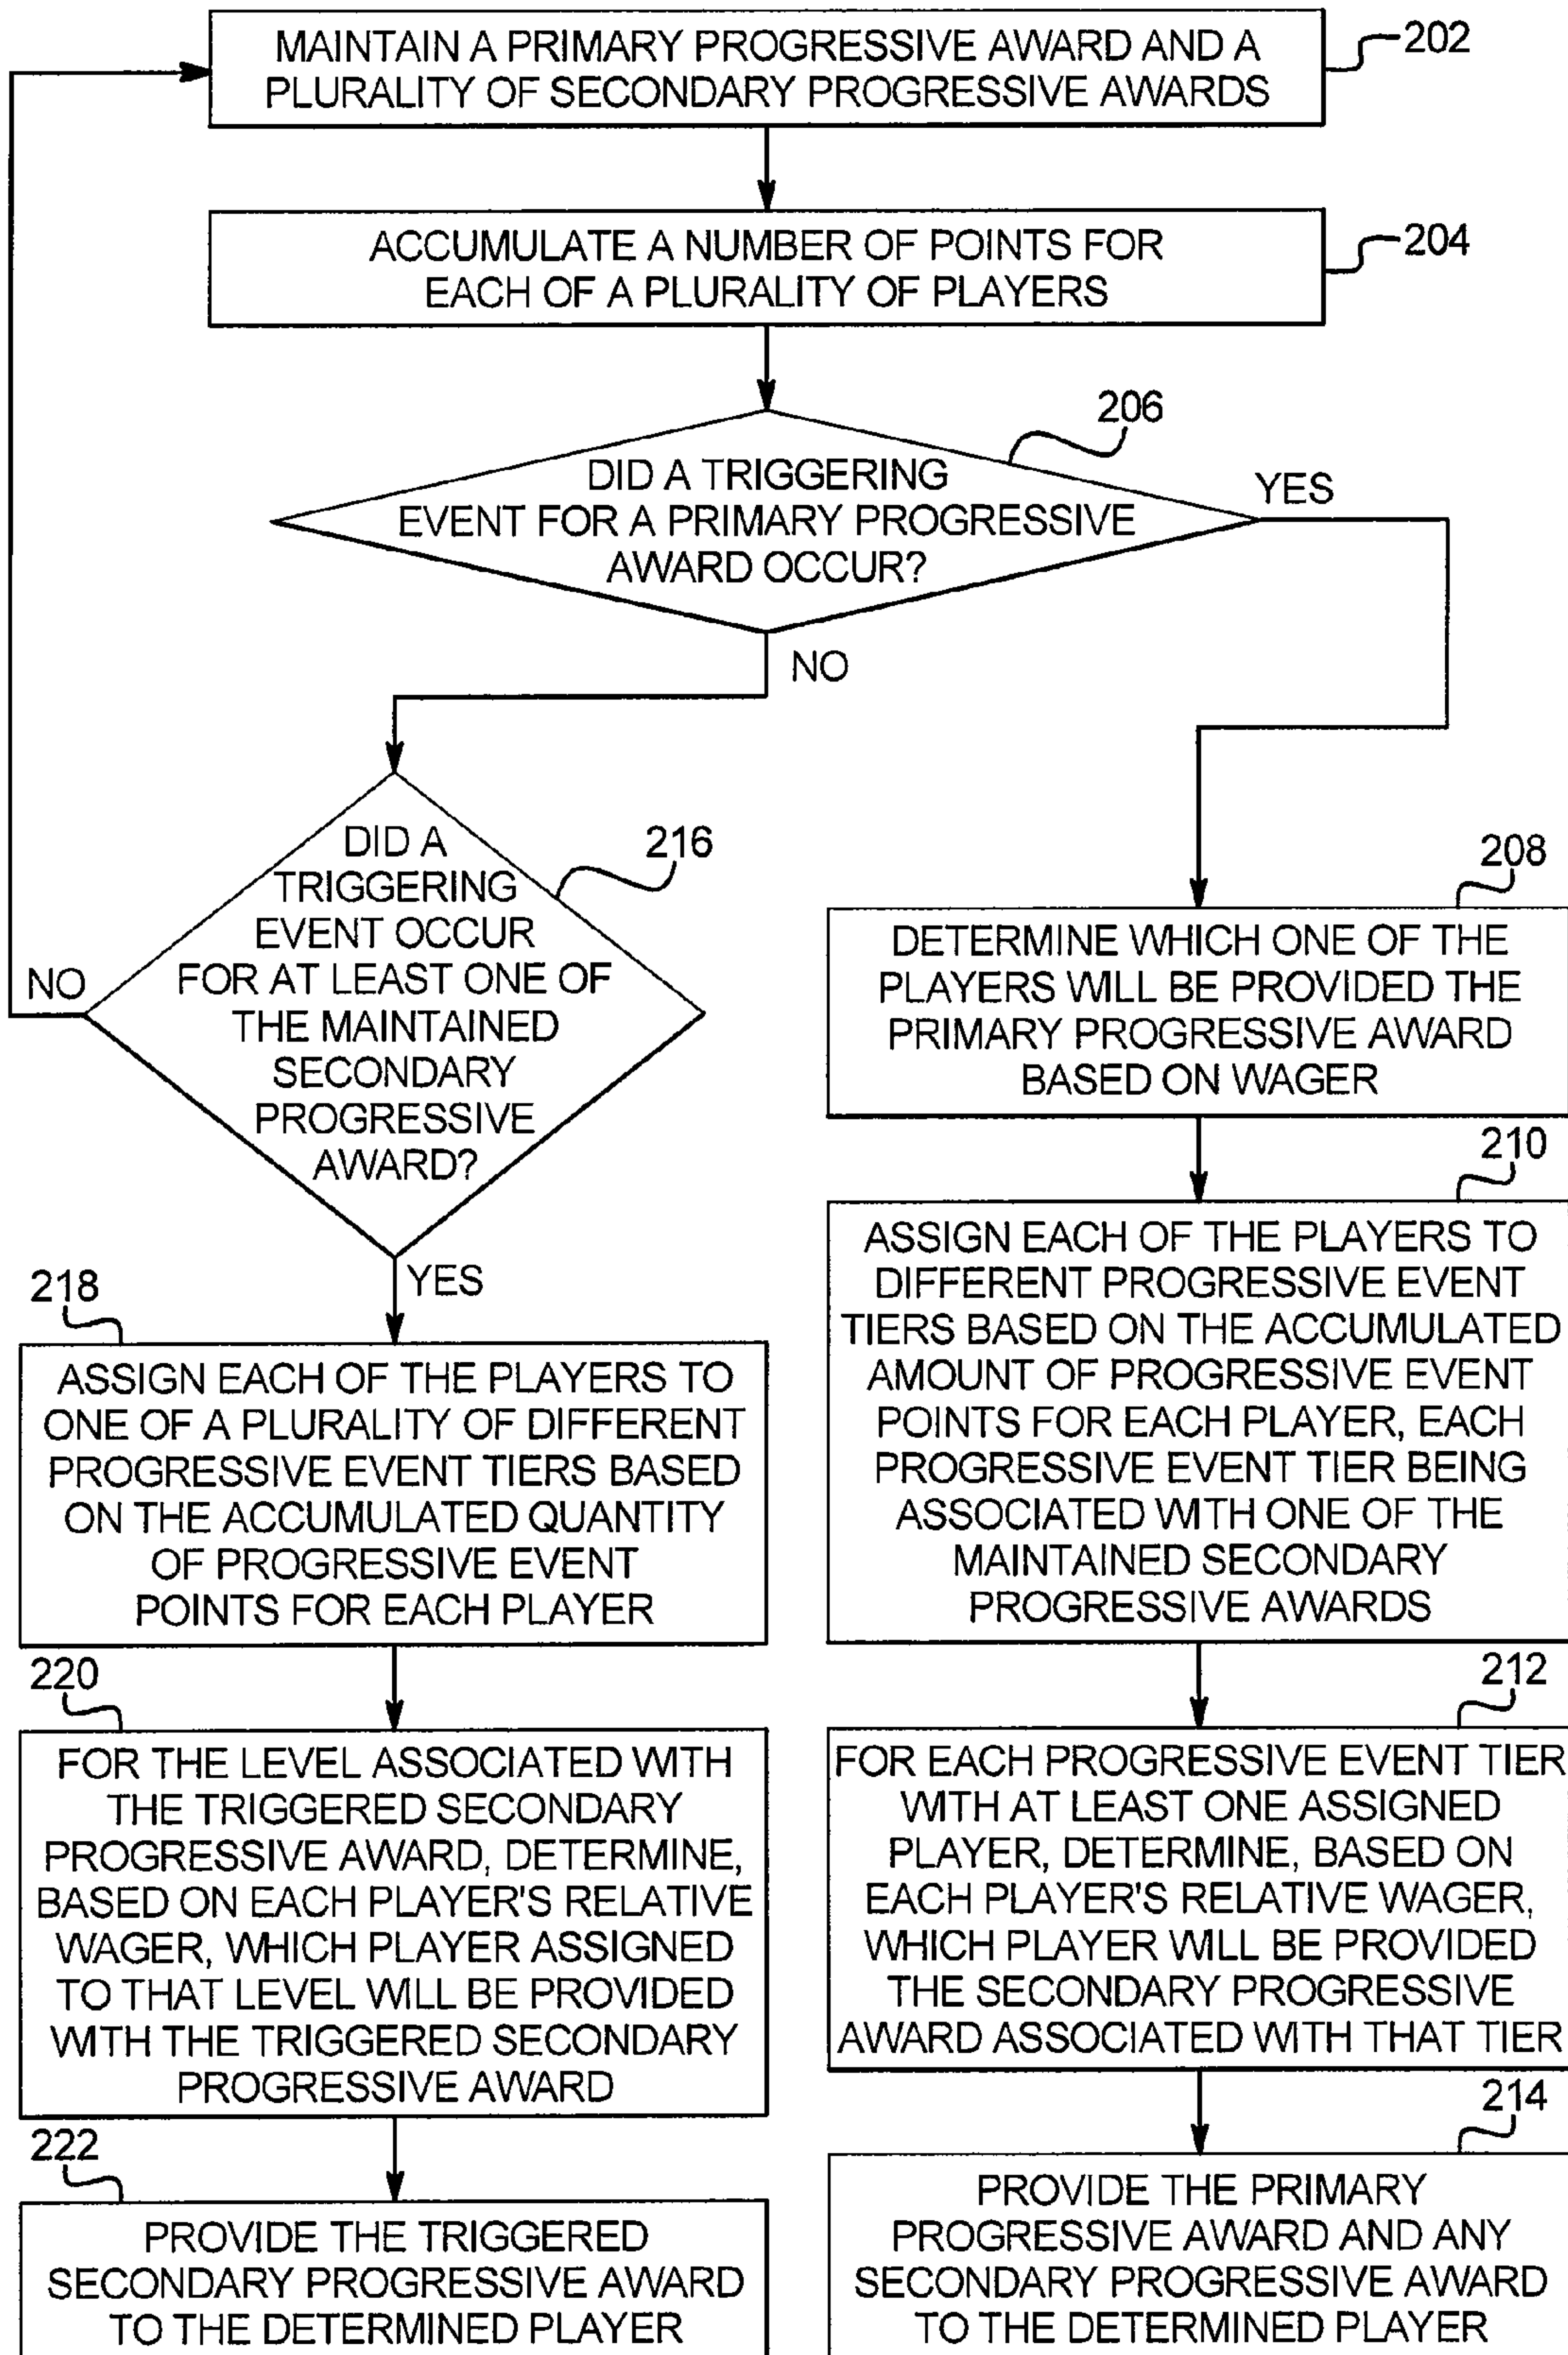 MAINTAIN A PRIMARY PROGRESSIVE AWARD AND A
PLURALITY OF SECONDARY PROGRESSIVE AWARDS
202
ACCUMULATE A NUMBER OF POINTS FOR
EACH OF A PLURALITY OF PLAYERS
204
206
DID A TRIGGERING
EVENT FOR A PRIMARY PROGRESSIVE
AWARD OCCUR?
YES
NO
216
DID A
TRIGGERING
EVENT OCCUR
FOR AT LEAST ONE OF
THE MAINTAINED
SECONDARY
PROGRESSIVE
AWARD?
NO
YES
208
DETERMINE WHICH ONE OF THE
PLAYERS WILL BE PROVIDED THE
PRIMARY PROGRESSIVE AWARD
BASED ON WAGER
210
ASSIGN EACH OF THE PLAYERS TO
DIFFERENT PROGRESSIVE EVENT
TIERS BASED ON THE ACCUMULATED
AMOUNT OF PROGRESSIVE EVENT
POINTS FOR EACH PLAYER, EACH
PROGRESSIVE EVENT TIER BEING
ASSOCIATED WITH ONE OF THE
MAINTAINED SECONDARY
PROGRESSIVE AWARDS
218
ASSIGN EACH OF THE PLAYERS TO
ONE OF A PLURALITY OF DIFFERENT
PROGRESSIVE EVENT TIERS BASED
ON THE ACCUMULATED QUANTITY
OF PROGRESSIVE EVENT
POINTS FOR EACH PLAYER
212
FOR EACH PROGRESSIVE EVENT TIER
WITH AT LEAST ONE ASSIGNED
PLAYER, DETERMINE, BASED ON
EACH PLAYER'S RELATIVE WAGER,
WHICH PLAYER WILL BE PROVIDED
THE SECONDARY PROGRESSIVE
AWARD ASSOCIATED WITH THAT TIER
220
FOR THE LEVEL ASSOCIATED WITH
THE TRIGGERED SECONDARY
PROGRESSIVE AWARD, DETERMINE,
BASED ON EACH PLAYER'S RELATIVE
WAGER, WHICH PLAYER ASSIGNED
TO THAT LEVEL WILL BE PROVIDED
WITH THE TRIGGERED SECONDARY
PROGRESSIVE AWARD
214
PROVIDE THE PRIMARY
PROGRESSIVE AWARD AND ANY
SECONDARY PROGRESSIVE AWARD
TO THE DETERMINED PLAYER
222
PROVIDE THE TRIGGERED
SECONDARY PROGRESSIVE AWARD
TO THE DETERMINED PLAYER